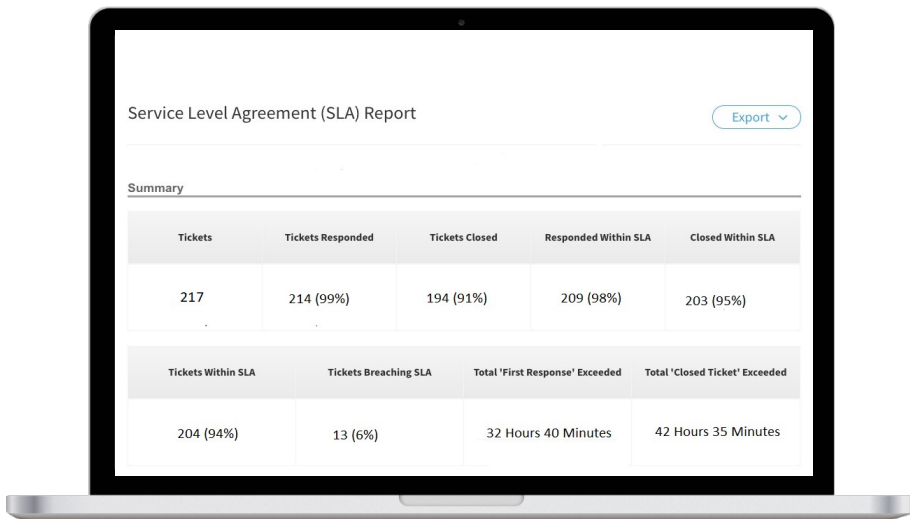 Service Level Agreement (SLA) Report
Export
Summary
Tickets Tickets Responded Tickets Closed Responded Within SLA Closed Within SLA
217 214 (99%) 194 (91%) 209 (98%) 203 (95%)
Tickets Within SLA Tickets Breaching SLA Total 'First Response' Exceeded Total 'Closed Ticket' Exceeded
204 (94%) 13 (6%) 32 Hours 40 Minutes 42 Hours 35 Minutes